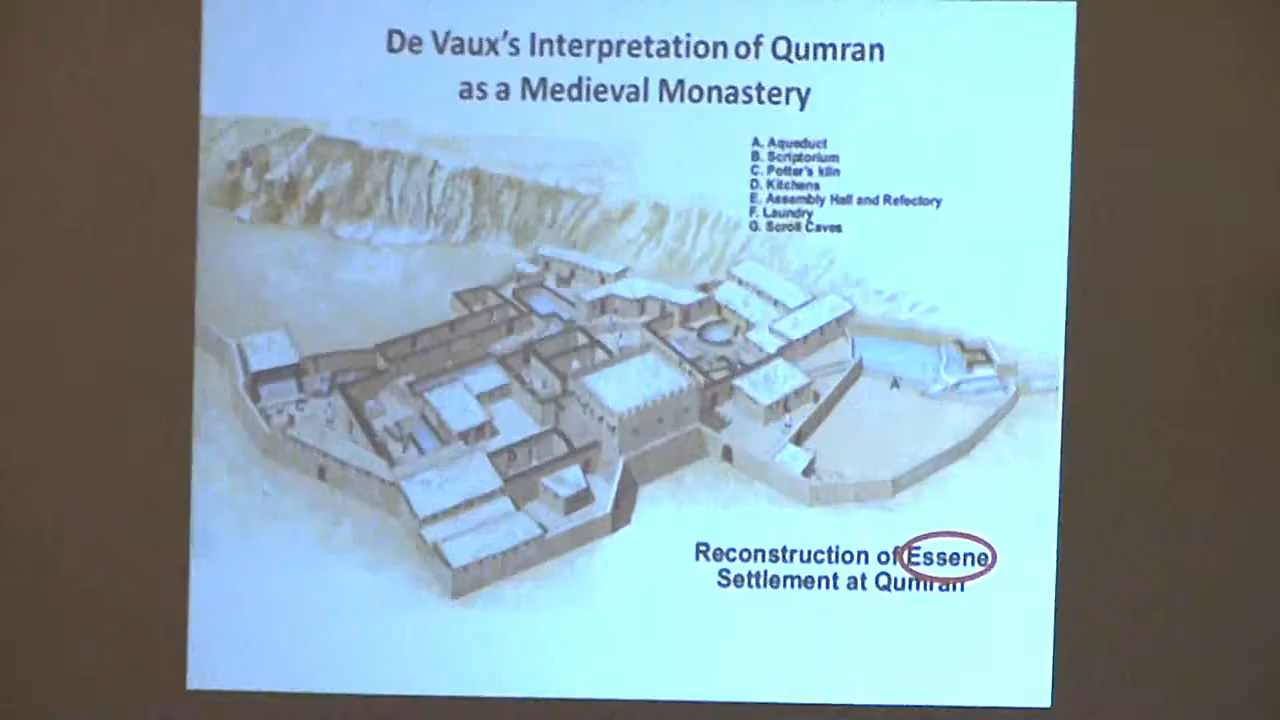 De Vaux's Interpretation of Qumran
as a Medieval Monastery
A. Aqueduct
B. Scriptorium
C. Potter's kiln
D. Kitchens
E. Assembly Hall and Refectory
F. Laundry
G. Scroll Caves
A
D
Reconstruction of Essene
Settlement at Qumran